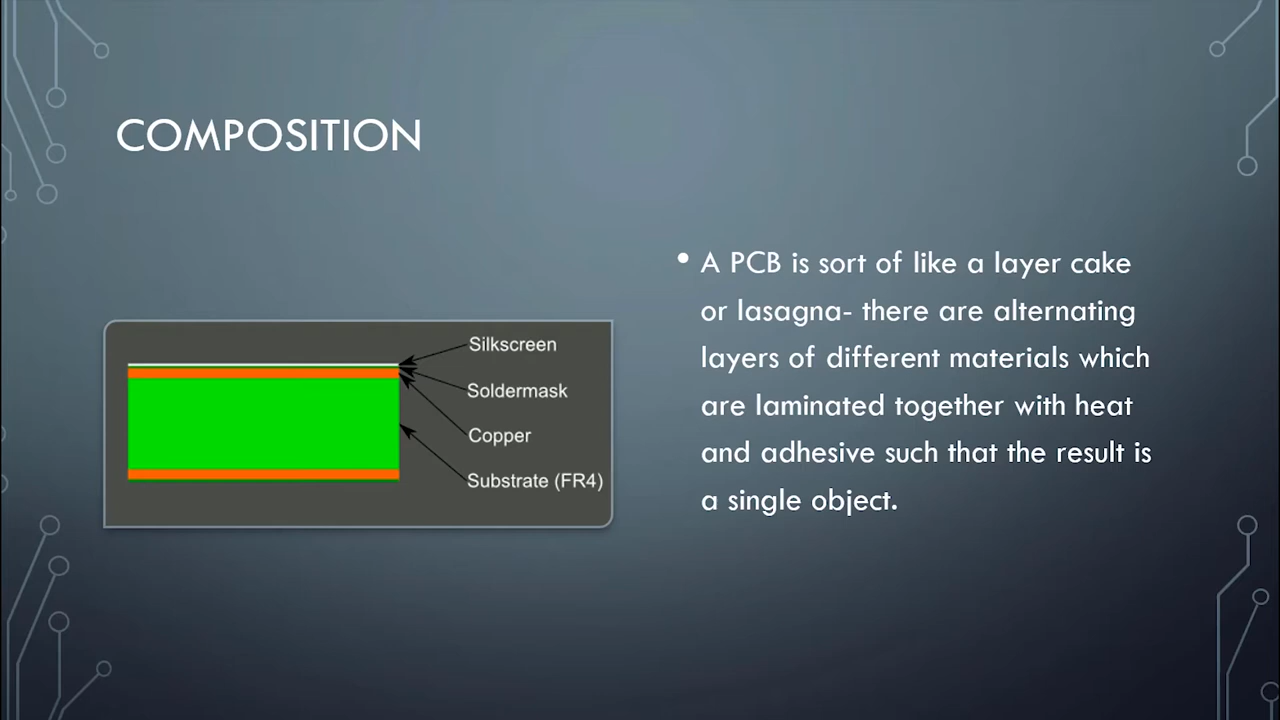 COMPOSITION
Silkscreen
Soldermask
Copper
Substrate (FR4)
• A PCB is sort of like a layer cake
or lasagna- there are alternating
layers of different materials which
are laminated together with heat
and adhesive such that the result is
a single object.